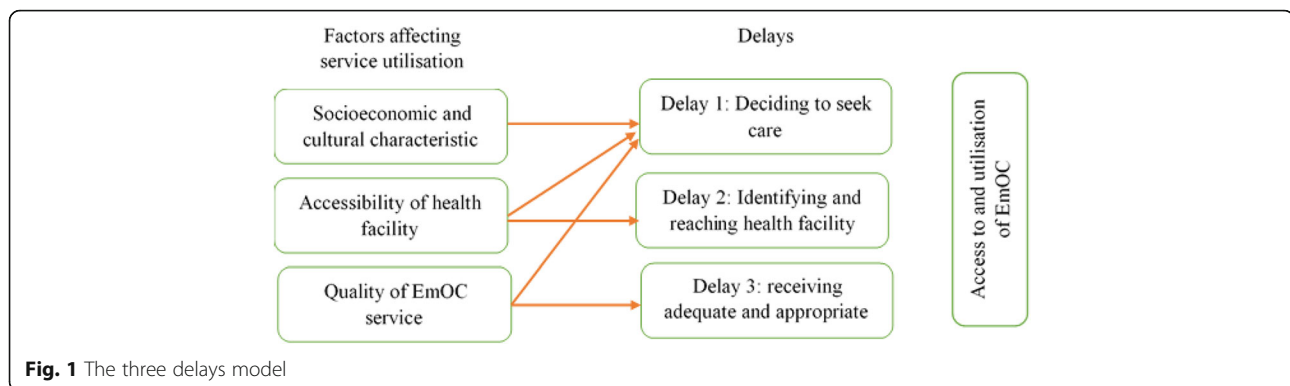 Factors affecting
service utilisation
Delays
Socioeconomic and
cultural characteristic
Delay 1: Deciding to seek
care
Accessibility of health
facility
Delay 2: Identifying and
reaching health facility
Quality of EmOC
service
Delay 3: receiving
adequate and appropriate
Access to and utilisation
of EmOC
Fig. 1 The three delays model